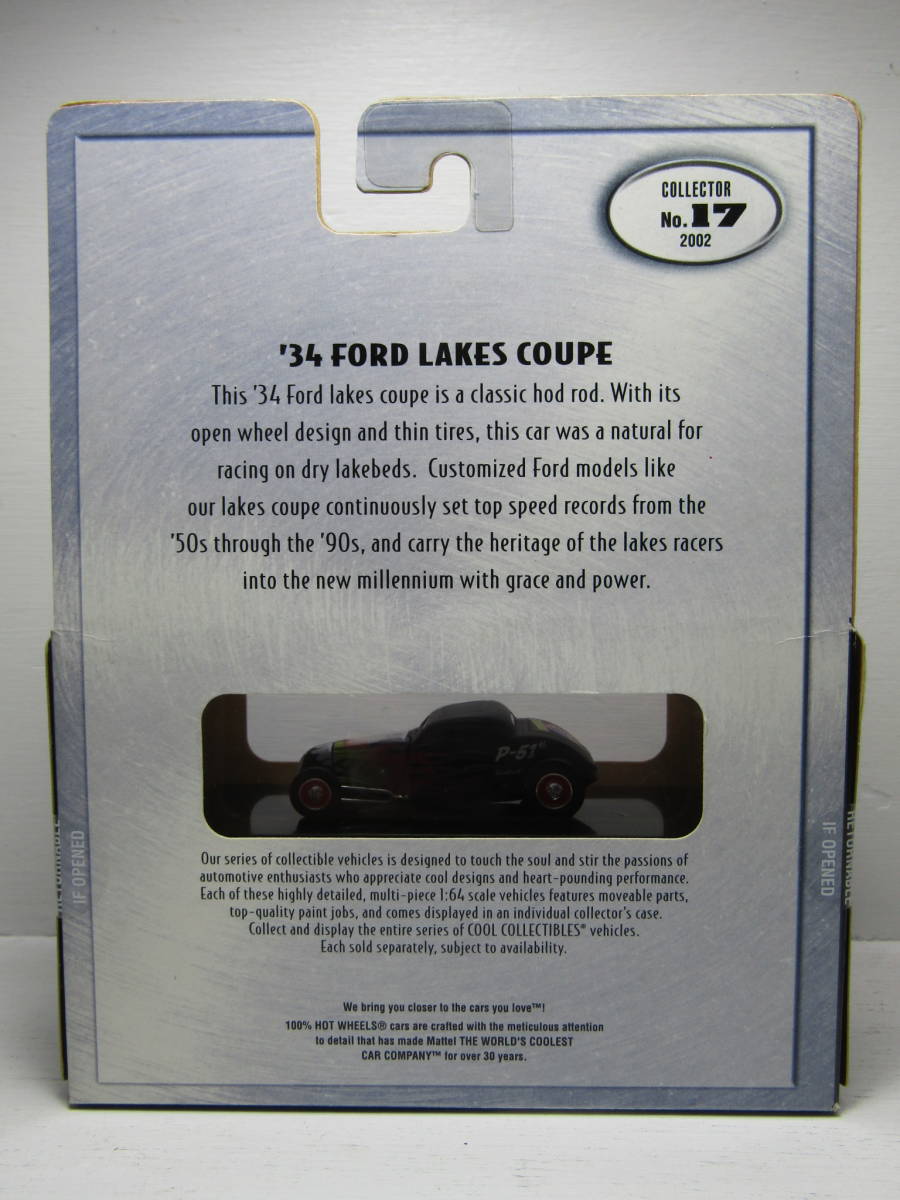 COLLECTOR
No. 17
2002
'34 FORD LAKES COUPE
This '34 Ford lakes coupe is a classic hod rod. With its
open wheel design and thin tires, this car was a natural for
racing on dry lakebeds. Customized Ford models like
our lakes coupe continuously set top speed records from the
'50s through the '90s, and carry the heritage of the lakes racers
into the new millennium with grace and power.
P-51
Our series of collectible vehicles is designed to touch the soul and stir the passions of
automotive enthusiasts who appreciate cool designs and heart-pounding performance.
Each of these highly detailed, multi-piece 1:64 scale vehicles features moveable parts,
top-quality paint jobs, and comes displayed in an individual collector's case.
Collect and display the entire series of COOL COLLECTIBLES® vehicles.
Each sold separately, subject to availability.
We bring you closer to the cars you love™!
100% HOT WHEELS® cars are crafted with the meticulous attention
to detail that has made Mattel THE WORLD'S COOLEST
CAR COMPANY™ for over 30 years.
IF OPENED
IF OPENED